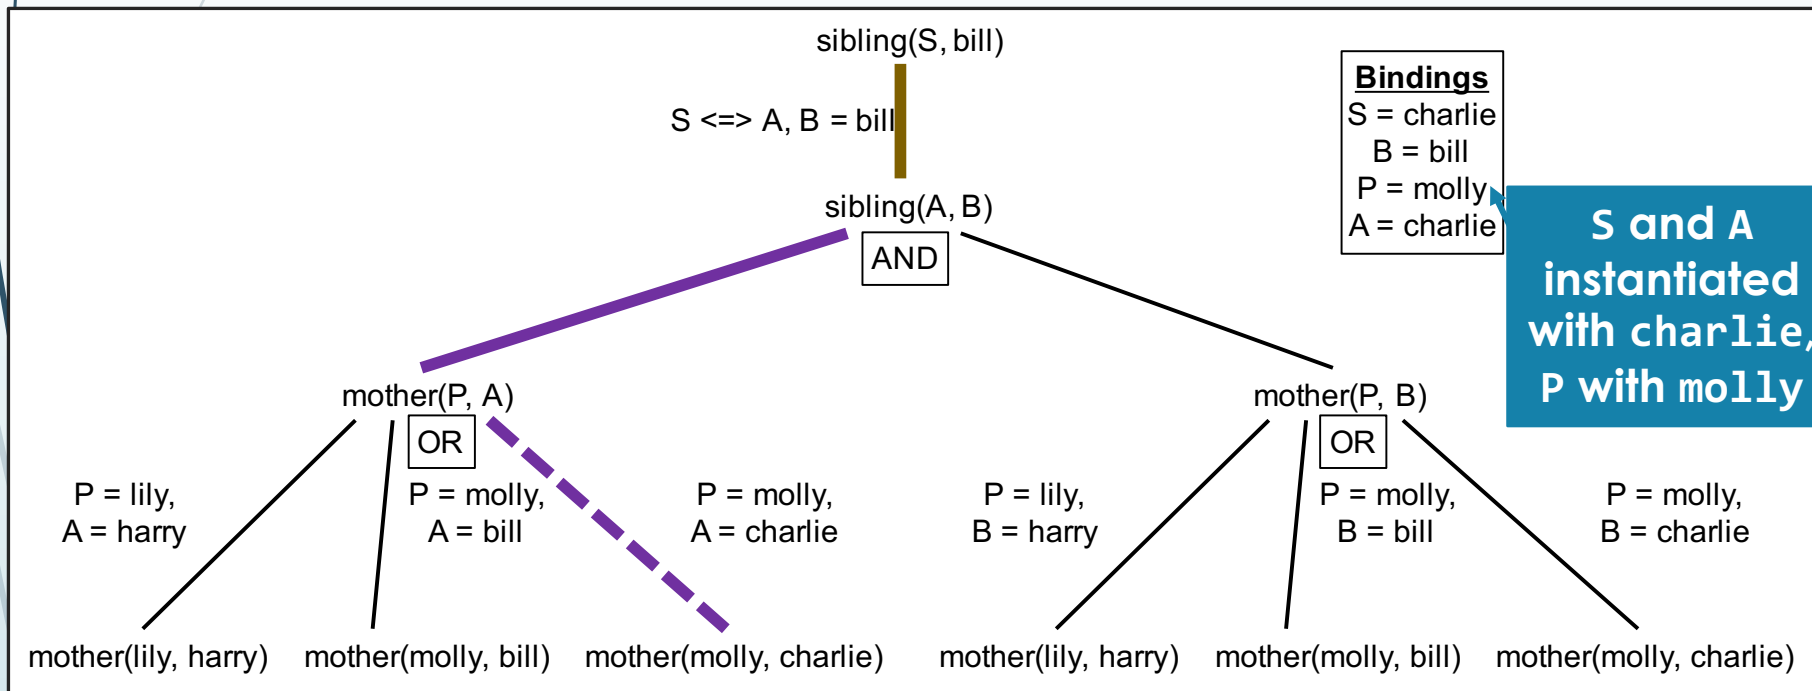 sibling(S, bill)
S <=> A, B = bill
Bindings
S = charlie
B = bill
P = molly
A = charlie
S and A
instantiated
with charlie,
P with molly
sibling(A, B)
AND
mother(P, A)
OR
mother(P, B)
OR
P = lily,
A = harry
P = molly,
A = bill
P = molly,
A = charlie
P = lily,
B = harry
P = molly,
B = bill
P = molly,
B = charlie
mother(lily, harry)
mother(molly, bill)
mother(molly, charlie)
mother(lily, harry)
mother(molly, bill)
mother(molly, charlie)